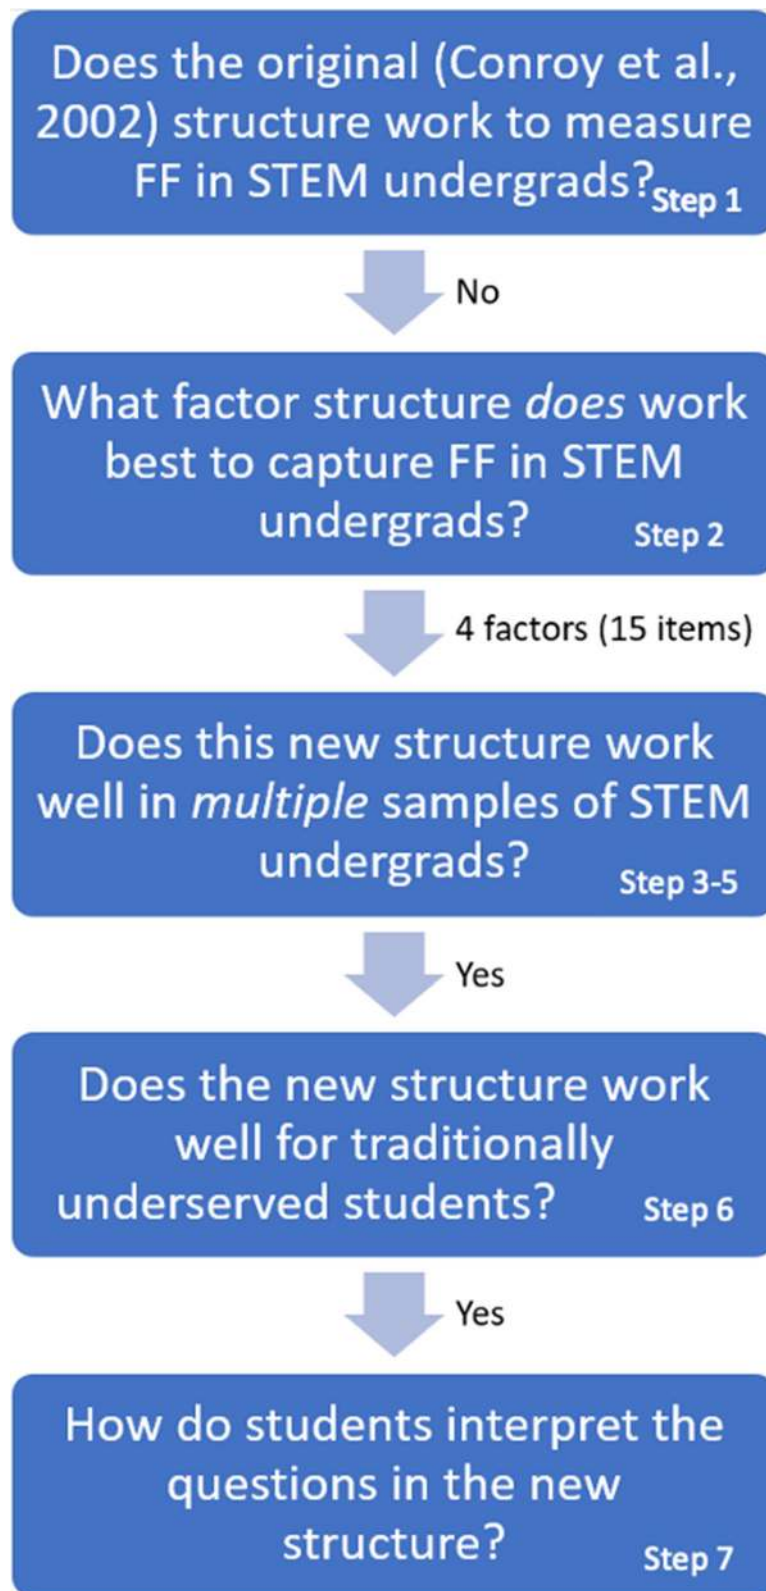 Does the original (Conroy et al.,
2002) structure work to measure
FF in STEM undergrads?
Step 1
No
What factor structure does work
best to capture FF in STEM
undergrads?
Step 2
4 factors (15 items)
Does this new structure work
well in multiple samples of STEM
undergrads?
Step 3-5
Yes
Does the new structure work
well for traditionally
underserved students?
Step 6
Yes
How do students interpret the
questions in the new
structure?
Step 7